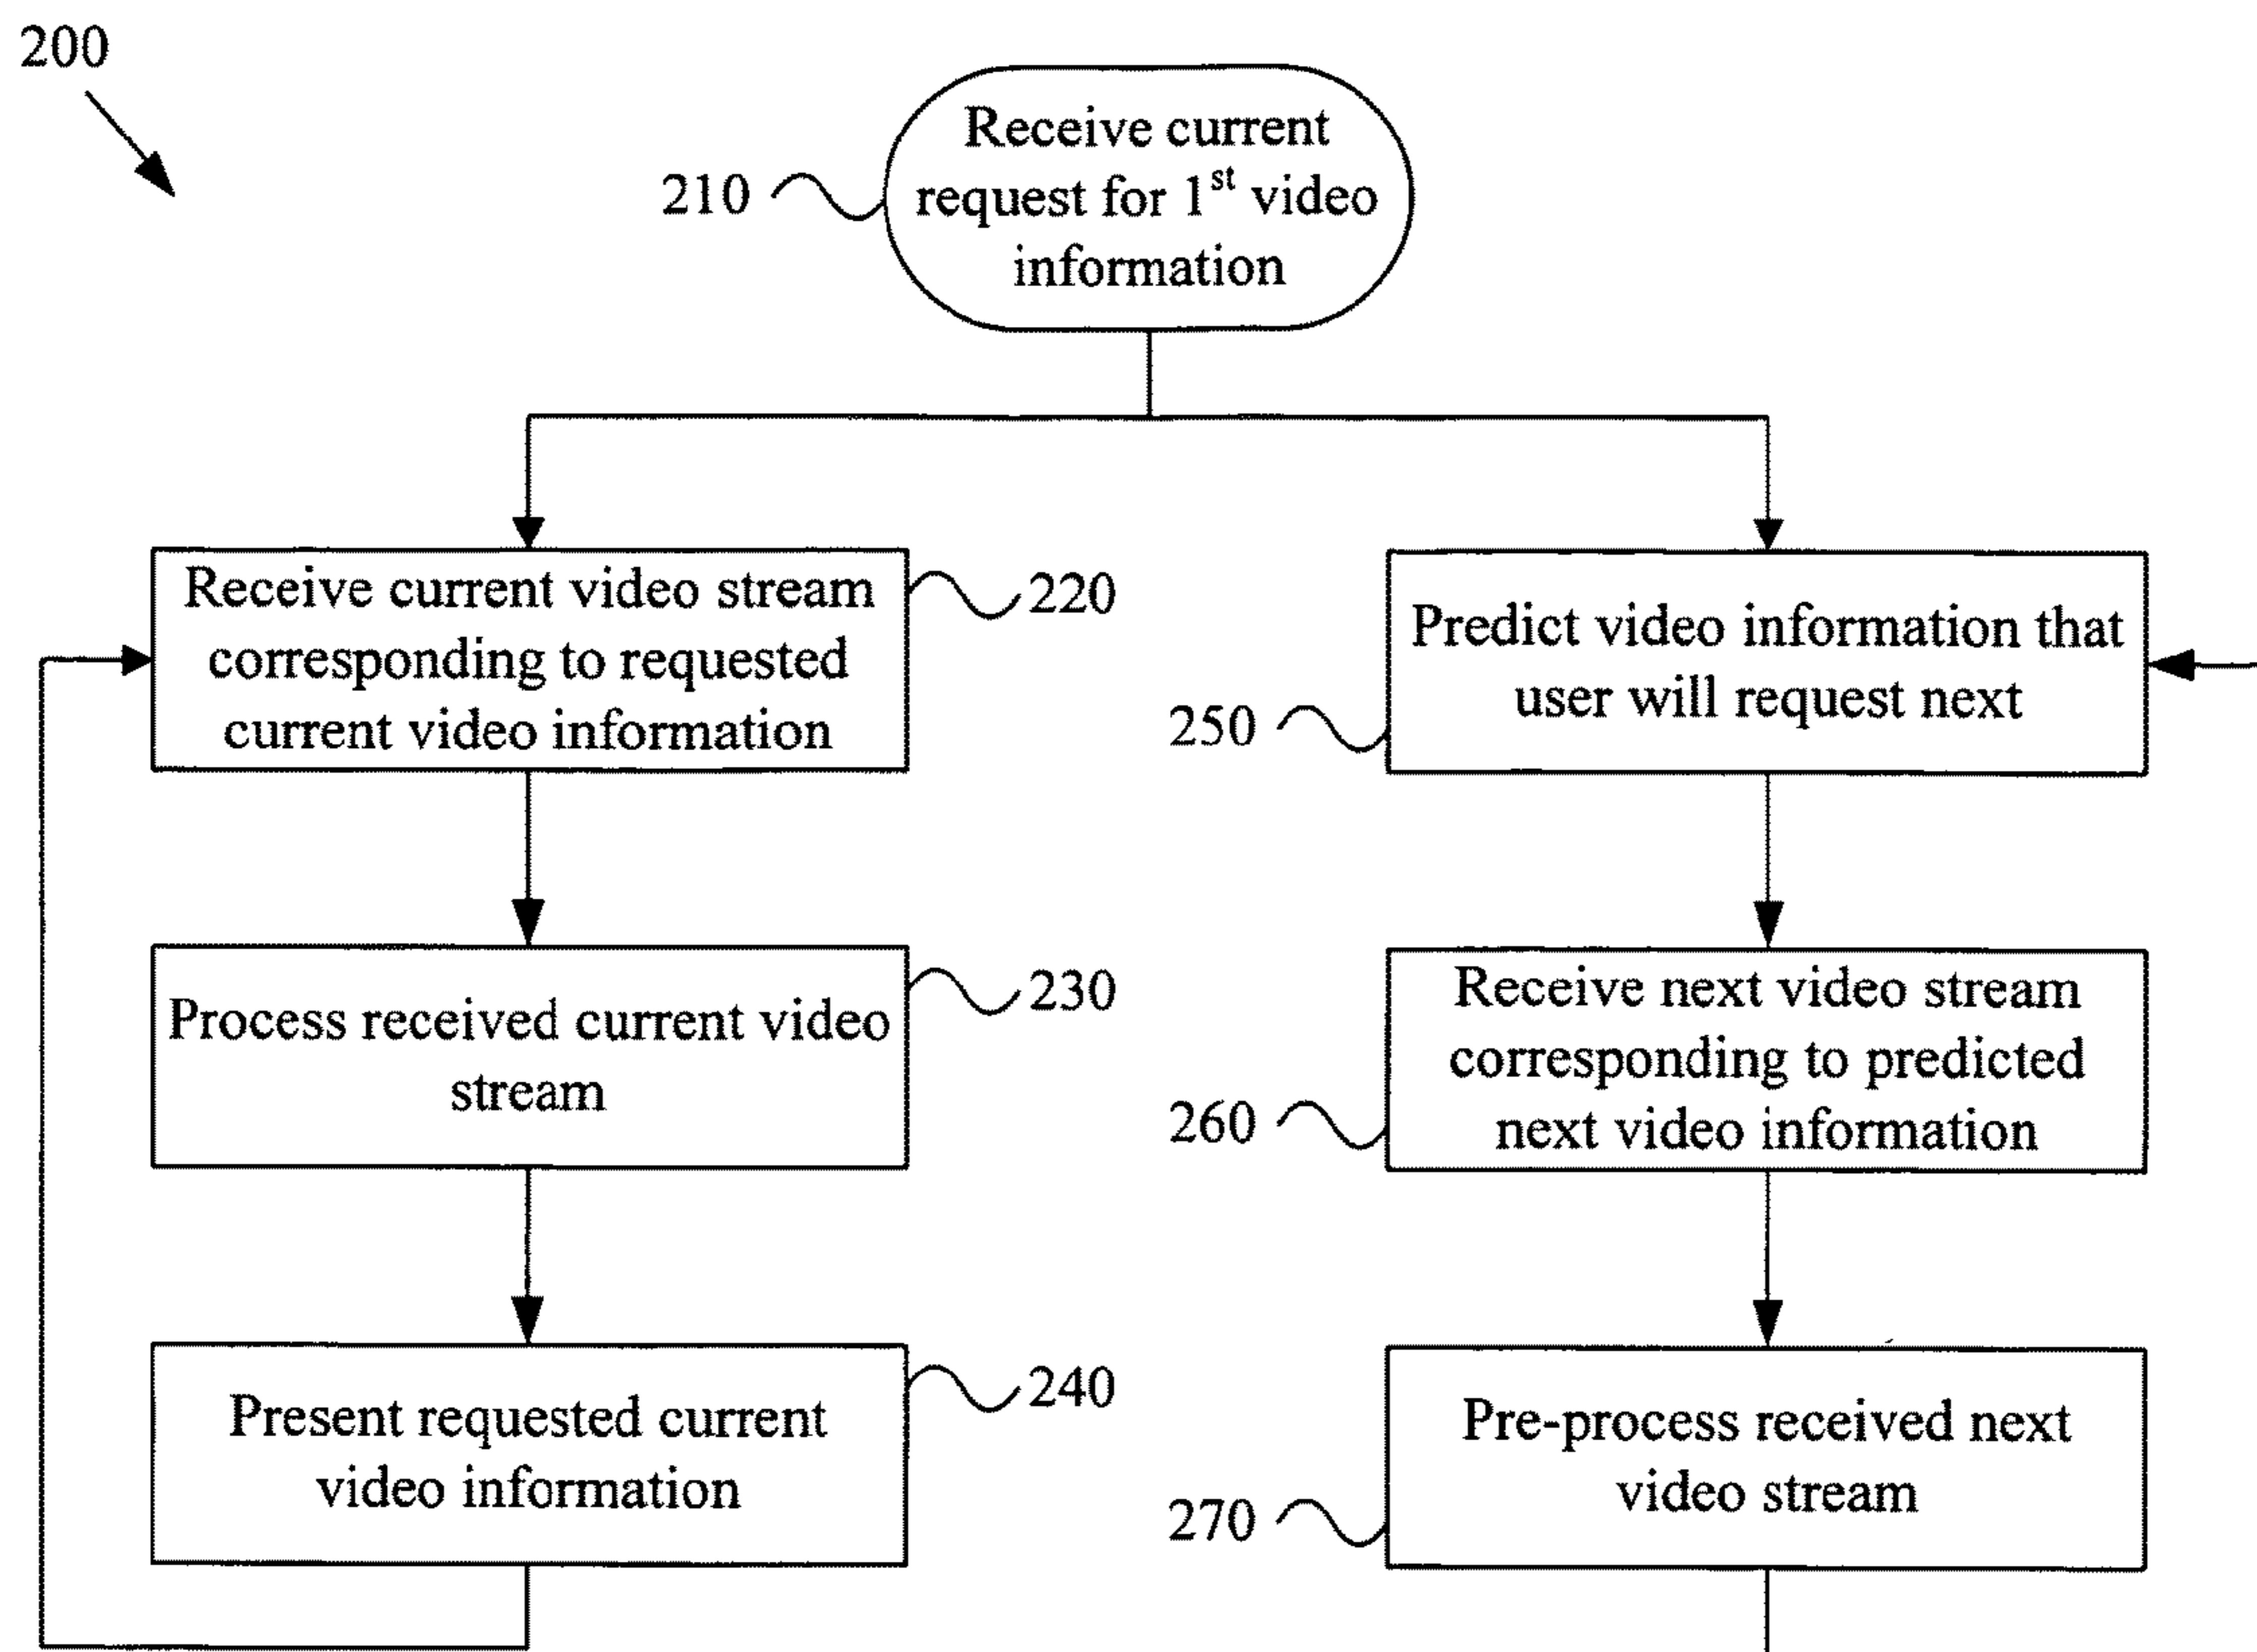 200
Receive current
request for 1st video
information
210
Receive current video stream
corresponding to requested
current video information
220
Predict video information that
user will request next
250
Process received current video
stream
230
Receive next video stream
corresponding to predicted
next video information
260
Present requested current
video information
240
Pre-process received next
video stream
270